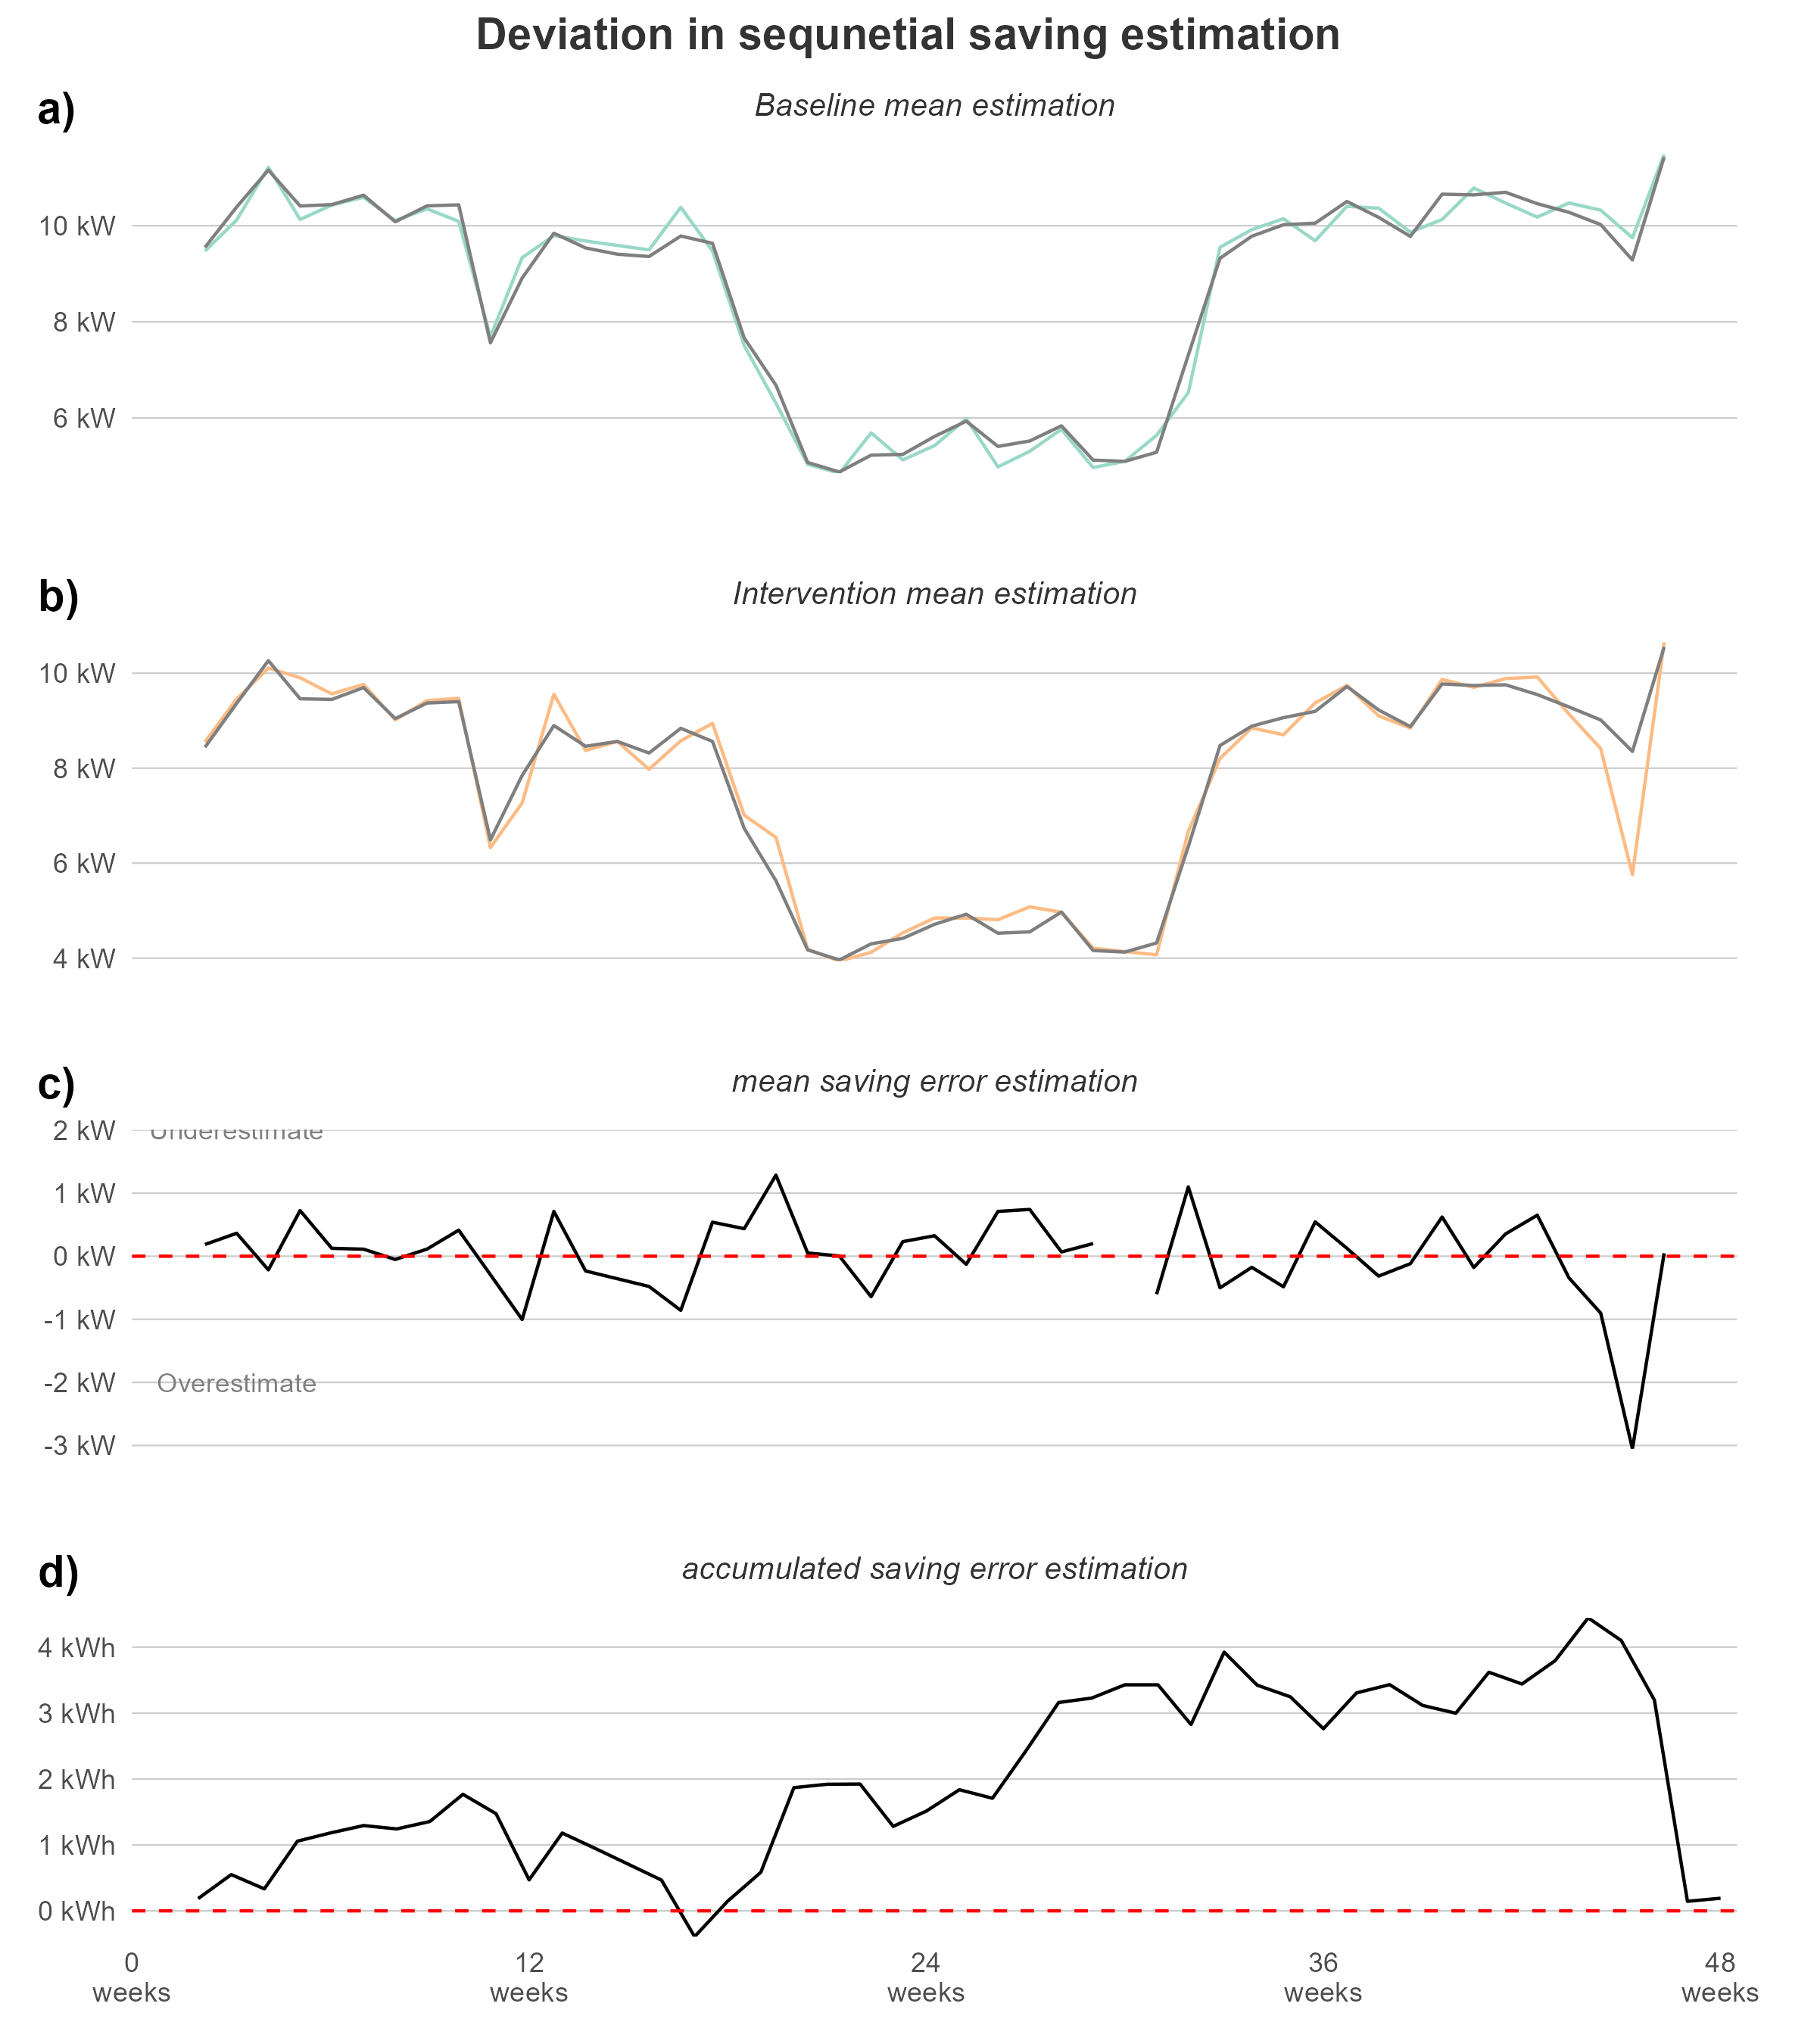 Deviation in sequnetial saving estimation
a)
Baseline mean estimation
10 kW
8 kW
6 kW
b)
Intervention mean estimation
10 kW
8 kW
6 kW
4 kW
c)
mean saving error estimation
2 kW
Underestimate
1 kW
0 kW
-1 kW
-2 kW
Overestimate
-3 kW
d)
accumulated saving error estimation
4 kWh
3 kWh
2 kWh
1 kWh
0 kWh
0 12 24 36 48
weeks weeks weeks weeks weeks